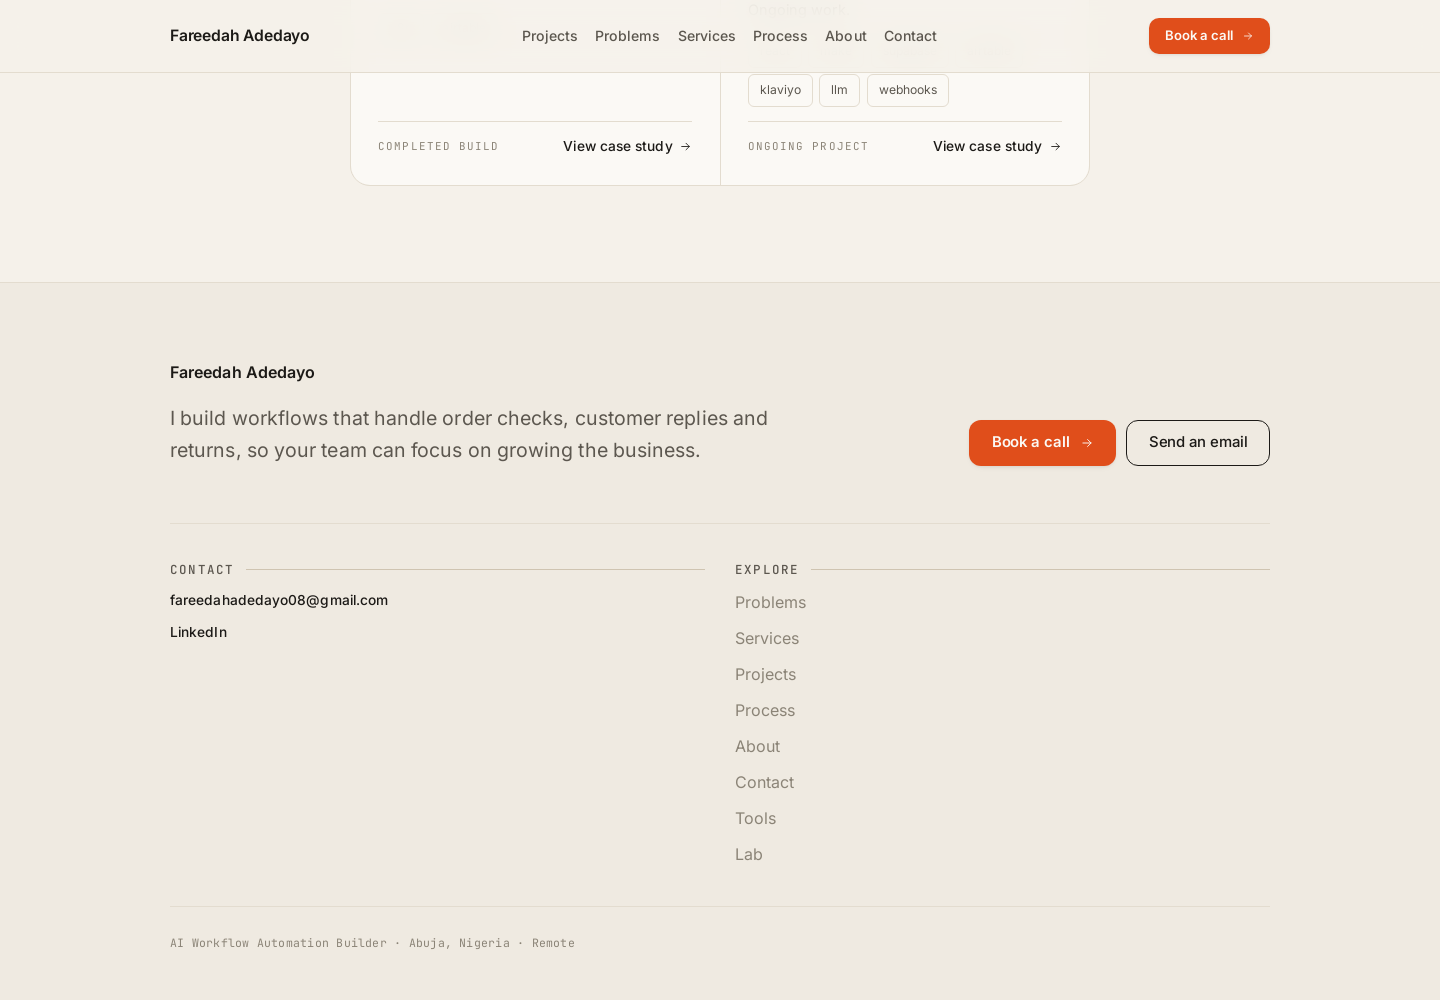 Fareedah Adedayo
Projects Problems Services Process About Contact
Book a call →
Ongoing work
klaviyo llm webhooks
COMPLETED BUILD View case study →
ONGOING PROJECT View case study →
Fareedah Adedayo
I build workflows that handle order checks, customer replies and
returns, so your team can focus on growing the business.
Book a call →
Send an email
CONTACT
fareedahadedayo08@gmail.com
LinkedIn
EXPLORE
Problems
Services
Projects
Process
About
Contact
Tools
Lab
AI Workflow Automation Builder · Abuja, Nigeria · Remote